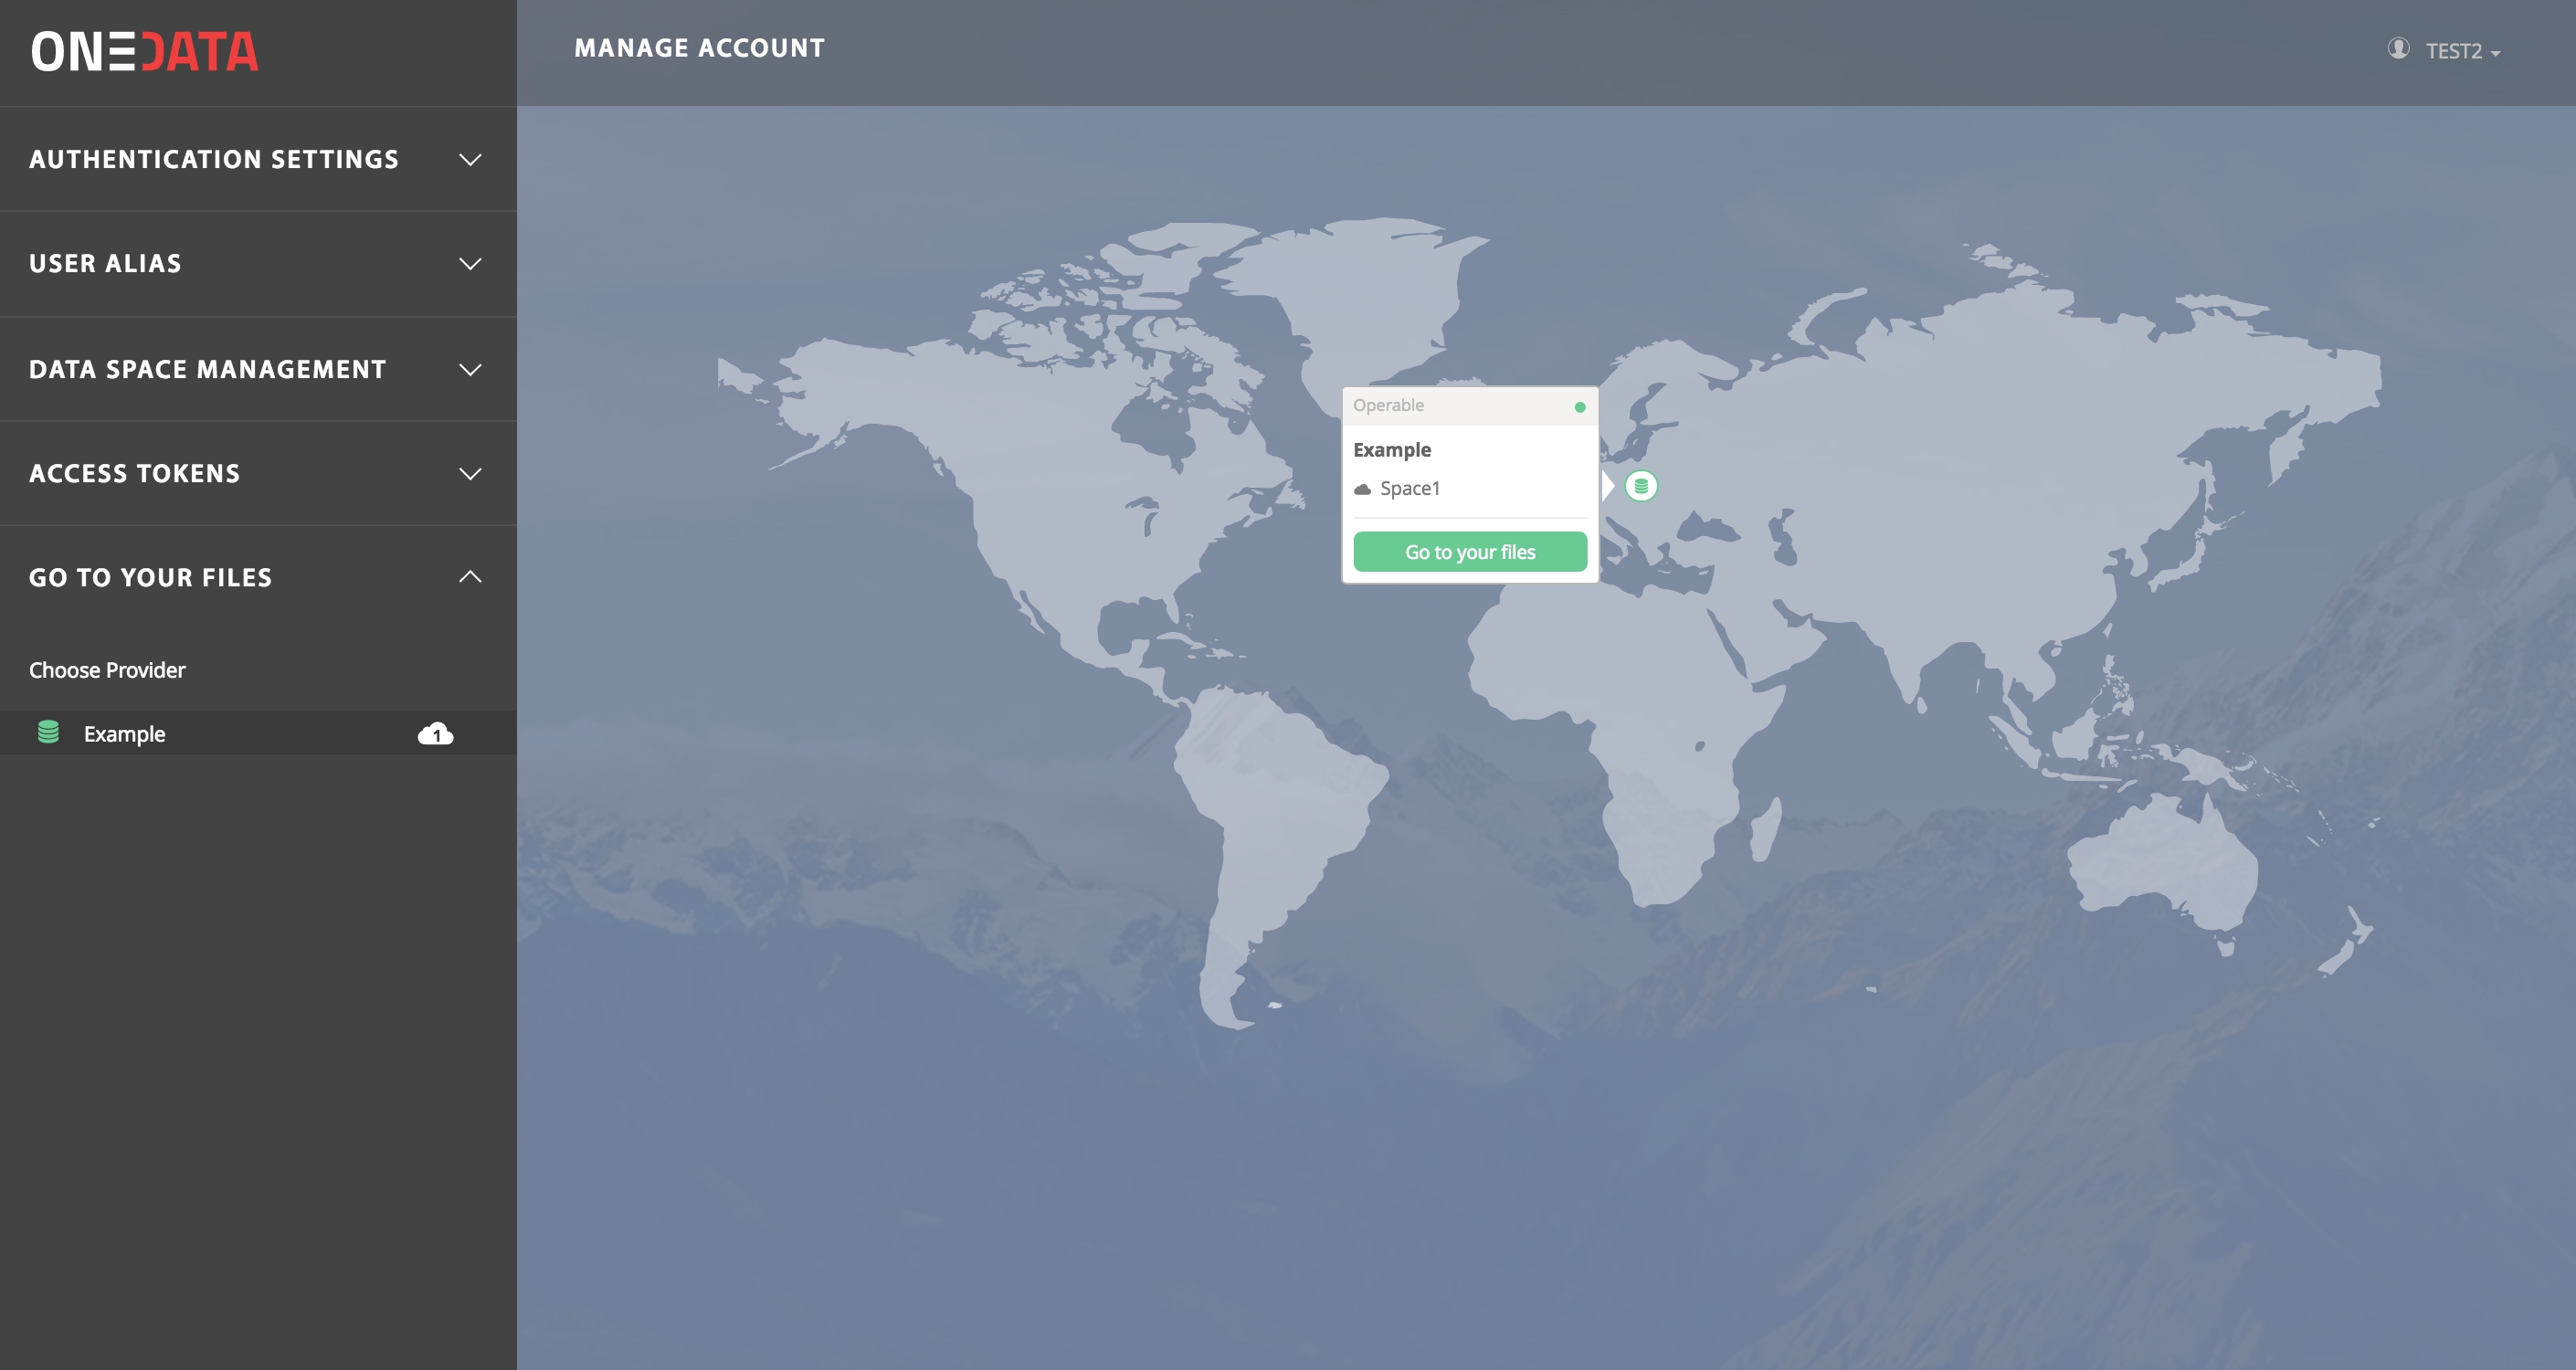 ONEDATA
MANAGE ACCOUNT
TEST2
AUTHENTICATION SETTINGS
USER ALIAS
DATA SPACE MANAGEMENT
ACCESS TOKENS
GO TO YOUR FILES
Choose Provider
Example
1
Operable
Example
Space1
Go to your files